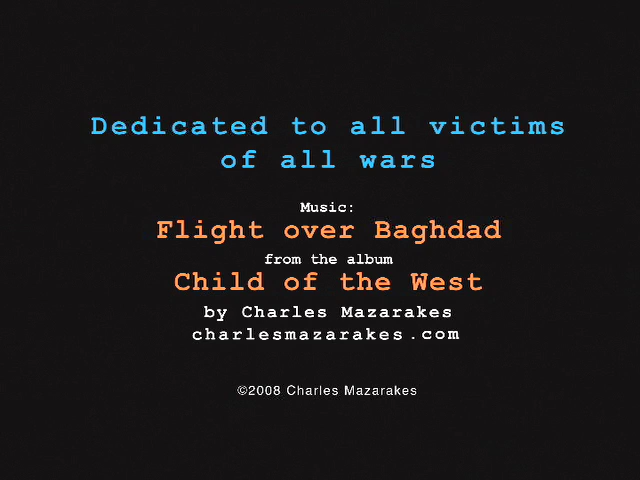 Dedicated to all victims
of all wars
Music:
Flight over Baghdad
from the album
Child of the West
by Charles Mazarakes
charlesmazarakes.com
©2008 Charles Mazarakes